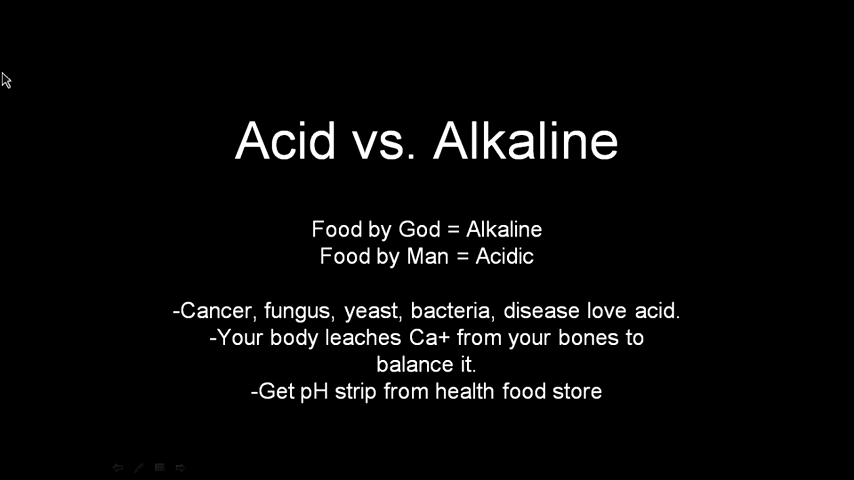 Acid vs. Alkaline
Food by God = Alkaline
Food by Man = Acidic
-Cancer, fungus, yeast, bacteria, disease love acid.
-Your body leaches Ca+ from your bones to
balance it.
-Get pH strip from health food store